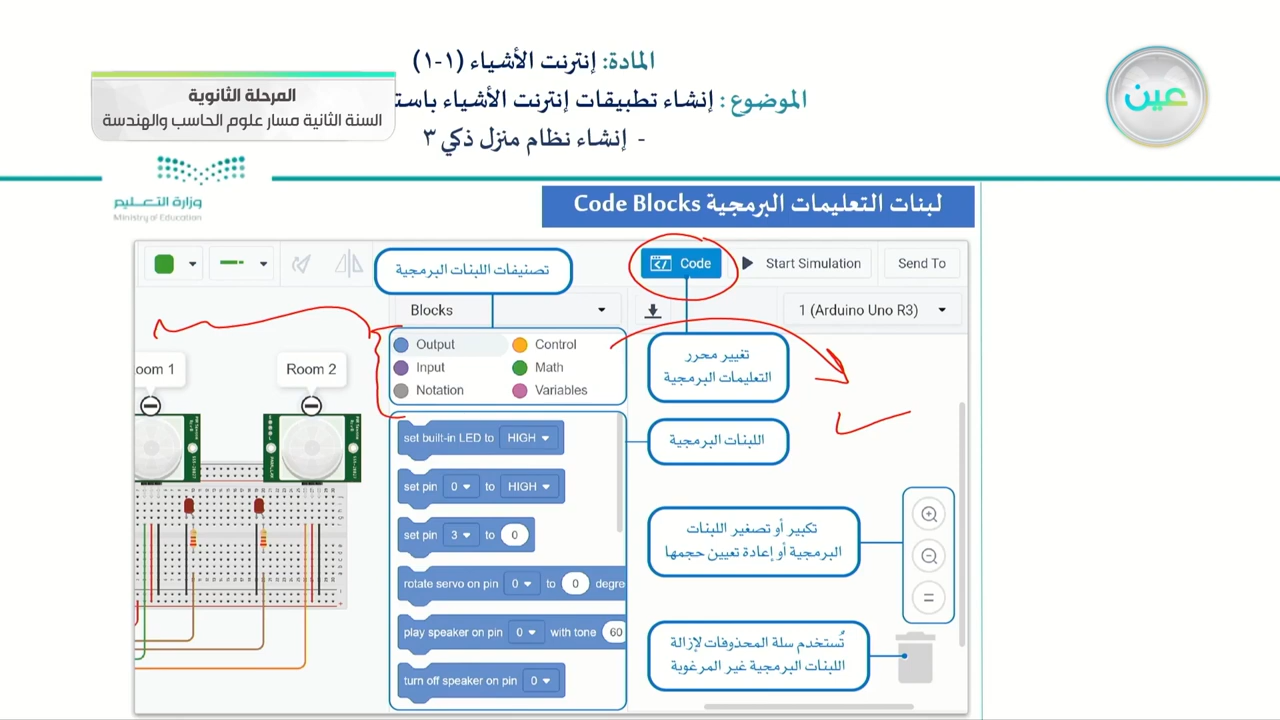 المادة: إنترنت الأشياء (١-١)
الموضوع: إنشاء تطبيقات إنترنت الأشياء
- إنشاء نظام منزل ذكي ٣
المرحلة الثانوية
السنة الثانية مسار علوم الحاسب والهندسة
عين
وزارة التعليم
Ministry of Education
لبنات التعليمات البرمجية Code Blocks
تصنيفات اللبنات البرمجية
Code
Start Simulation
Send To
Blocks
1 (Arduino Uno R3)
Output
Control
Input
Math
Notation
Variables
oom 1
Room 2
تغيير محرر
التعليمات البرمجية
اللبنات البرمجية
تكبير أو تصغير اللبنات
البرمجية أو إعادة تعيين حجمها
تُستخدم سلة المحذوفات لإزالة
اللبنات البرمجية غير المرغوبة
set built-in LED to HIGH
set pin 0 to HIGH
set pin 3 to 0
rotate servo on pin 0 to 0 degre
play speaker on pin 0 with tone 60
turn off speaker on pin 0